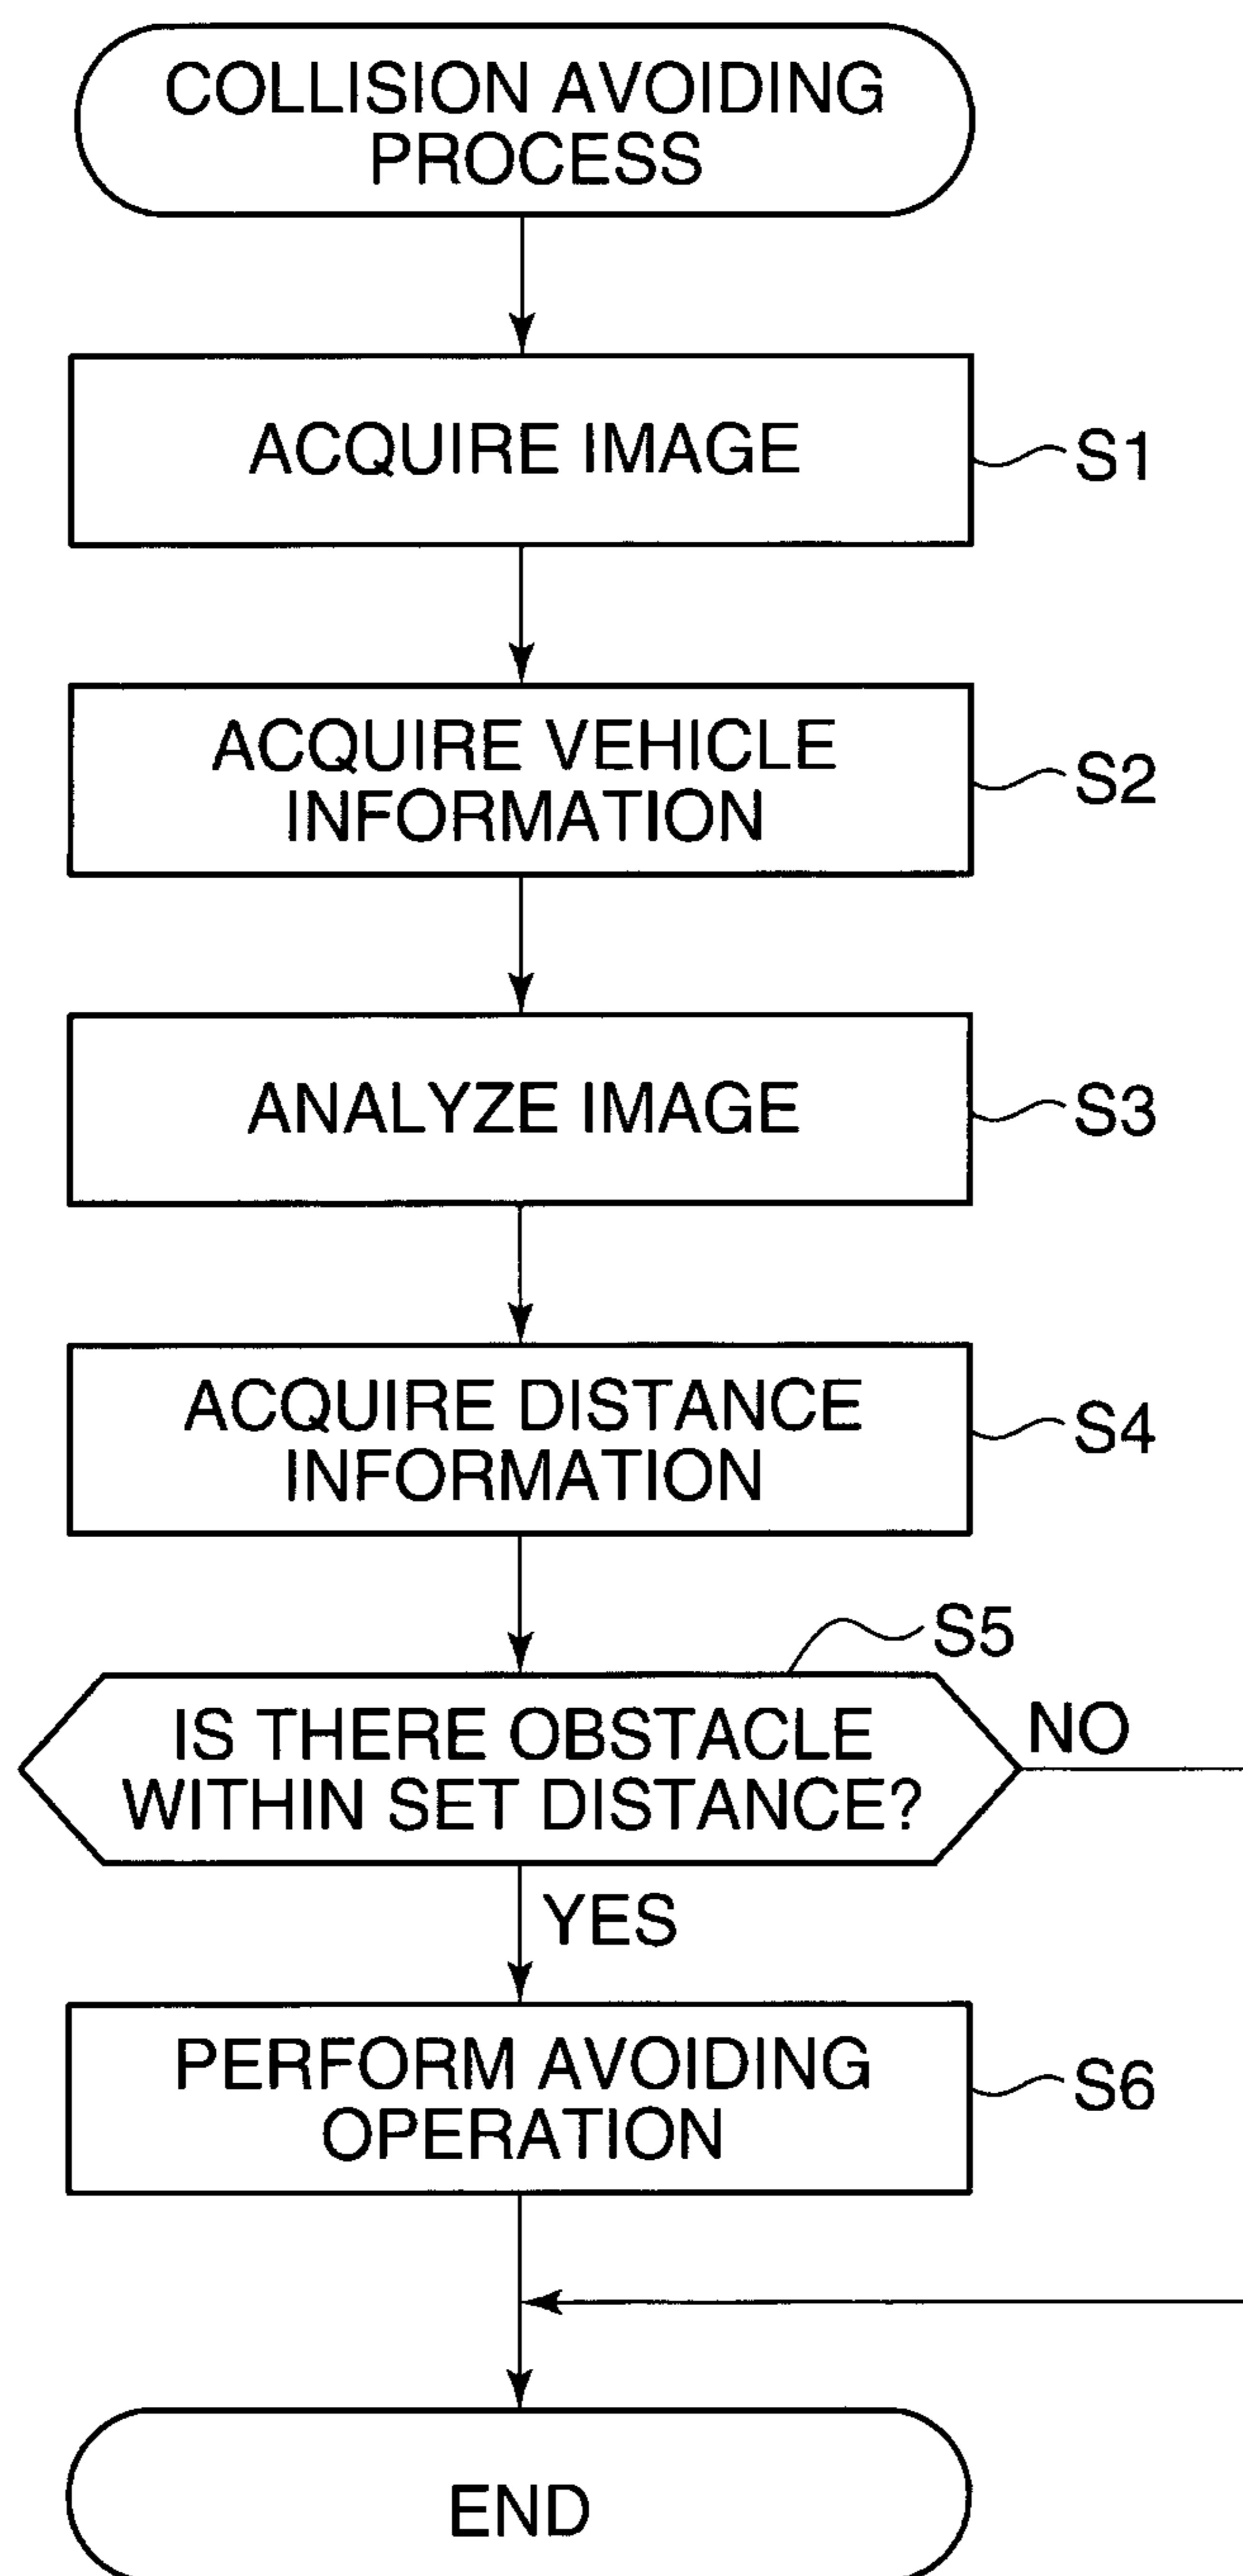 COLLISION AVOIDING
PROCESS
ACQUIRE IMAGE
S1
ACQUIRE VEHICLE
INFORMATION
S2
ANALYZE IMAGE
S3
ACQUIRE DISTANCE
INFORMATION
S4
S5
IS THERE OBSTACLE
WITHIN SET DISTANCE?
NO
YES
PERFORM AVOIDING
OPERATION
S6
END